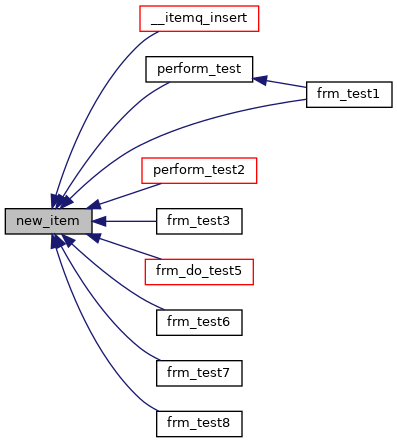 __itemq_insert
perform_test
frm_test1
perform_test2
new_item
frm_test3
frm_do_test5
frm_test6
frm_test7
frm_test8